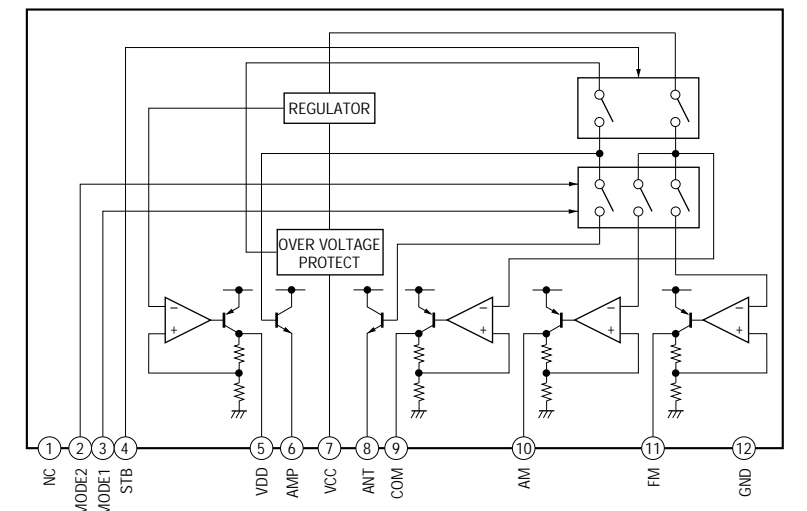 REGULATOR
OVER VOLTAGE
PROTECT
− + − + − + − +
1 2 3 4 5 6 7 8 9 10 11 12
NC
MODE2
MODE1
STB
VDD
AMP
VCC
ANT
COM
AM
FM
GND